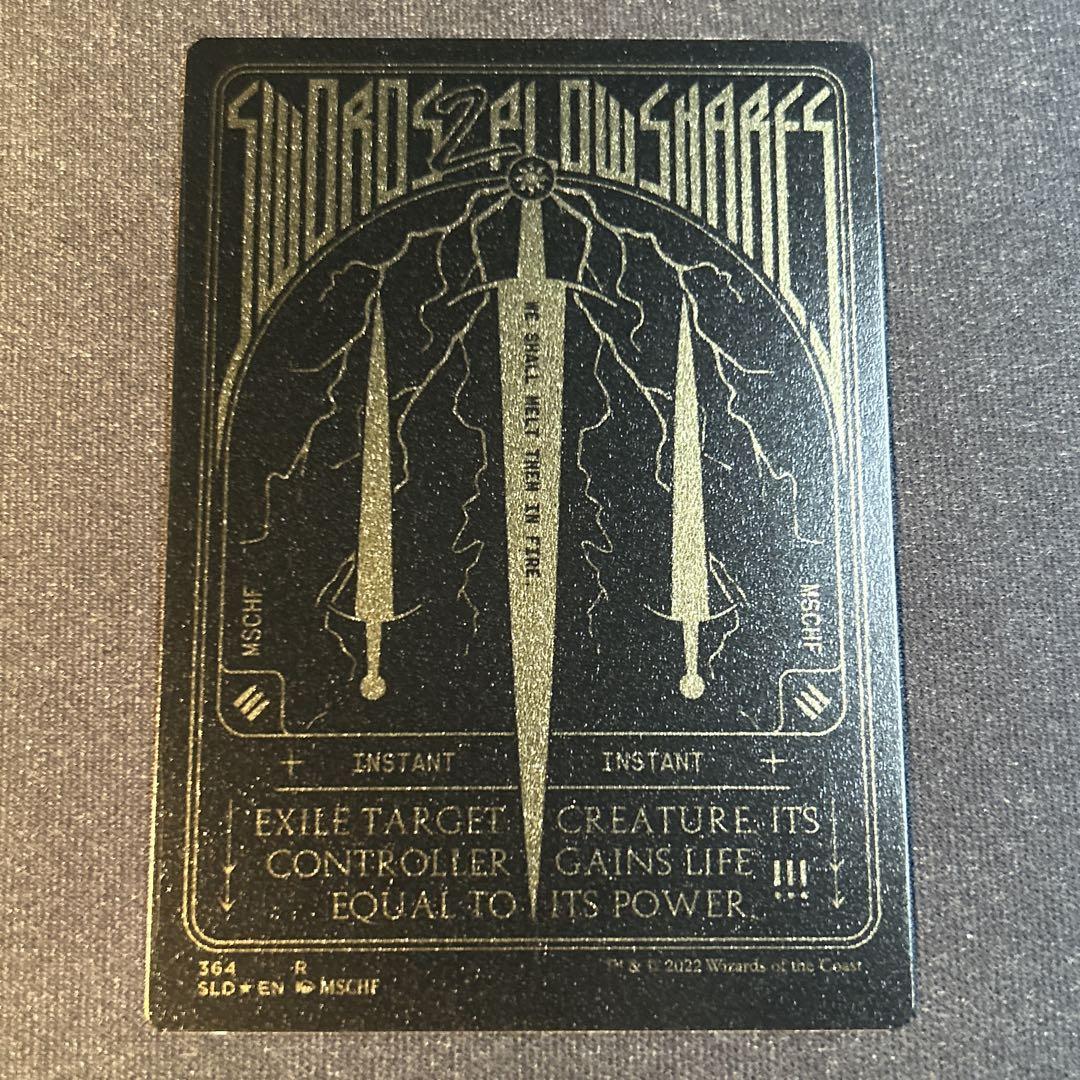 SWORDS 2 PLOWSHARES
WE SHALL MELT THEM IN FIRE
MSCHF
MSCHF
INSTANT INSTANT
EXILE TARGET CREATURE. ITS
CONTROLLER GAINS LIFE
EQUAL TO ITS POWER. !!!
364 R
SLD★EN MSCHF
™ & © 2022 Wizards of the Coast